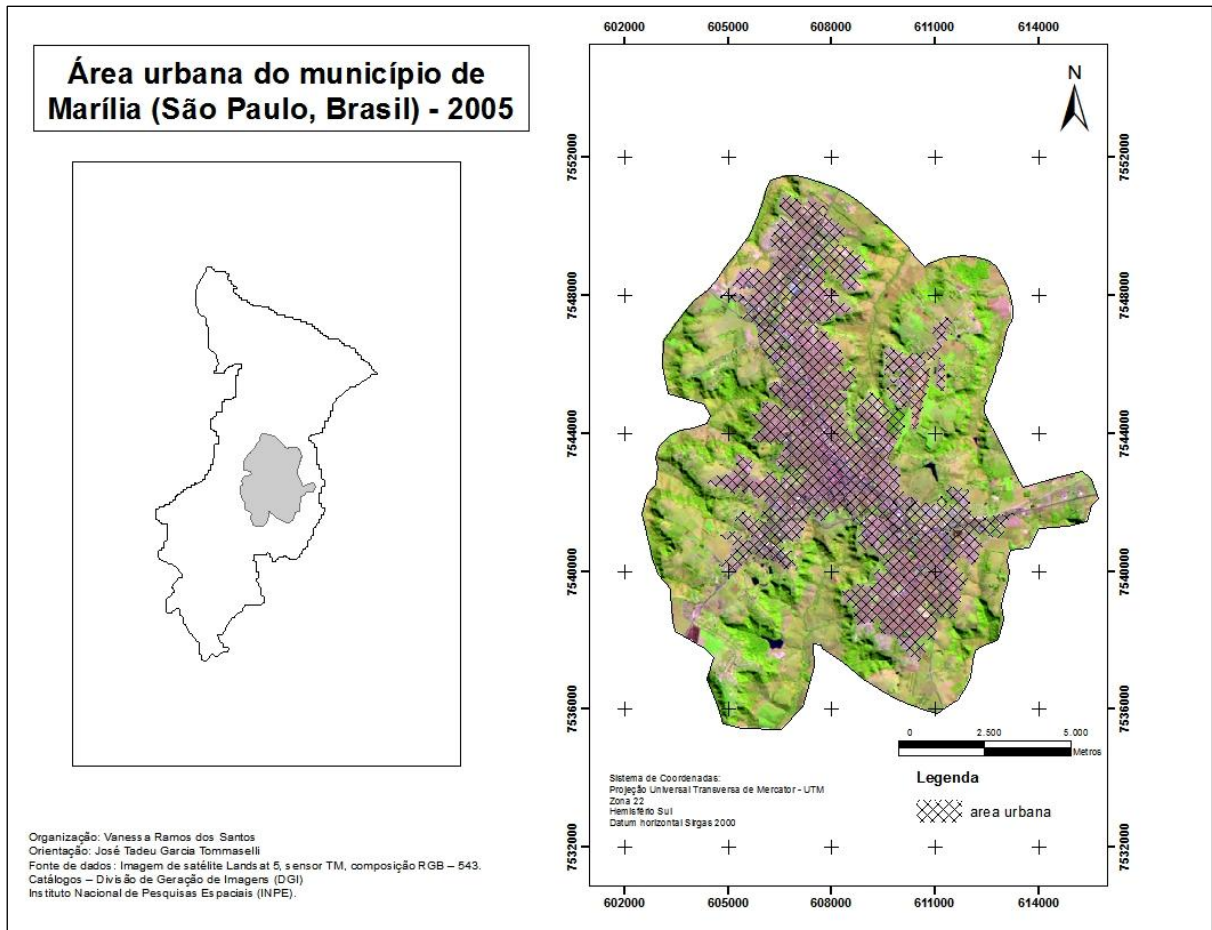 Área urbana do município de
Marília (São Paulo, Brasil) - 2005
602000 605000 608000 611000 614000
N
7552000 7552000
7548000 7548000
7544000 7544000
7540000 7540000
7536000 7536000
7532000 7532000
0 2.500 5.000
Metros
Sistema de Coordenadas:
Projeção Universal Transversa de Mercator - UTM
Zona 22
Hemisfério Sul
Datum horizontal Sirgas 2000
Legenda
area urbana
602000 605000 608000 611000 614000
Organização: Vanessa Ramos dos Santos
Orientação: José Tadeu Garcia Tommaselli
Fonte de dados: Imagem de satélite Landsat 5, sensor TM, composição RGB – 543.
Catálogos – Divisão de Geração de Imagens (DGI)
Instituto Nacional de Pesquisas Espaciais (INPE).